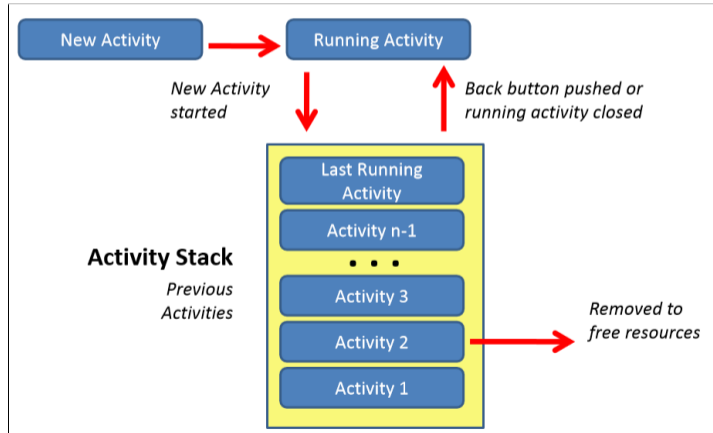 New Activity
Running Activity
New Activity
started
Back button pushed or
running activity closed
Last Running
Activity
Activity n-1
. . .
Activity Stack
Previous
Activities
Activity 3
Activity 2
Activity 1
Removed to
free resources